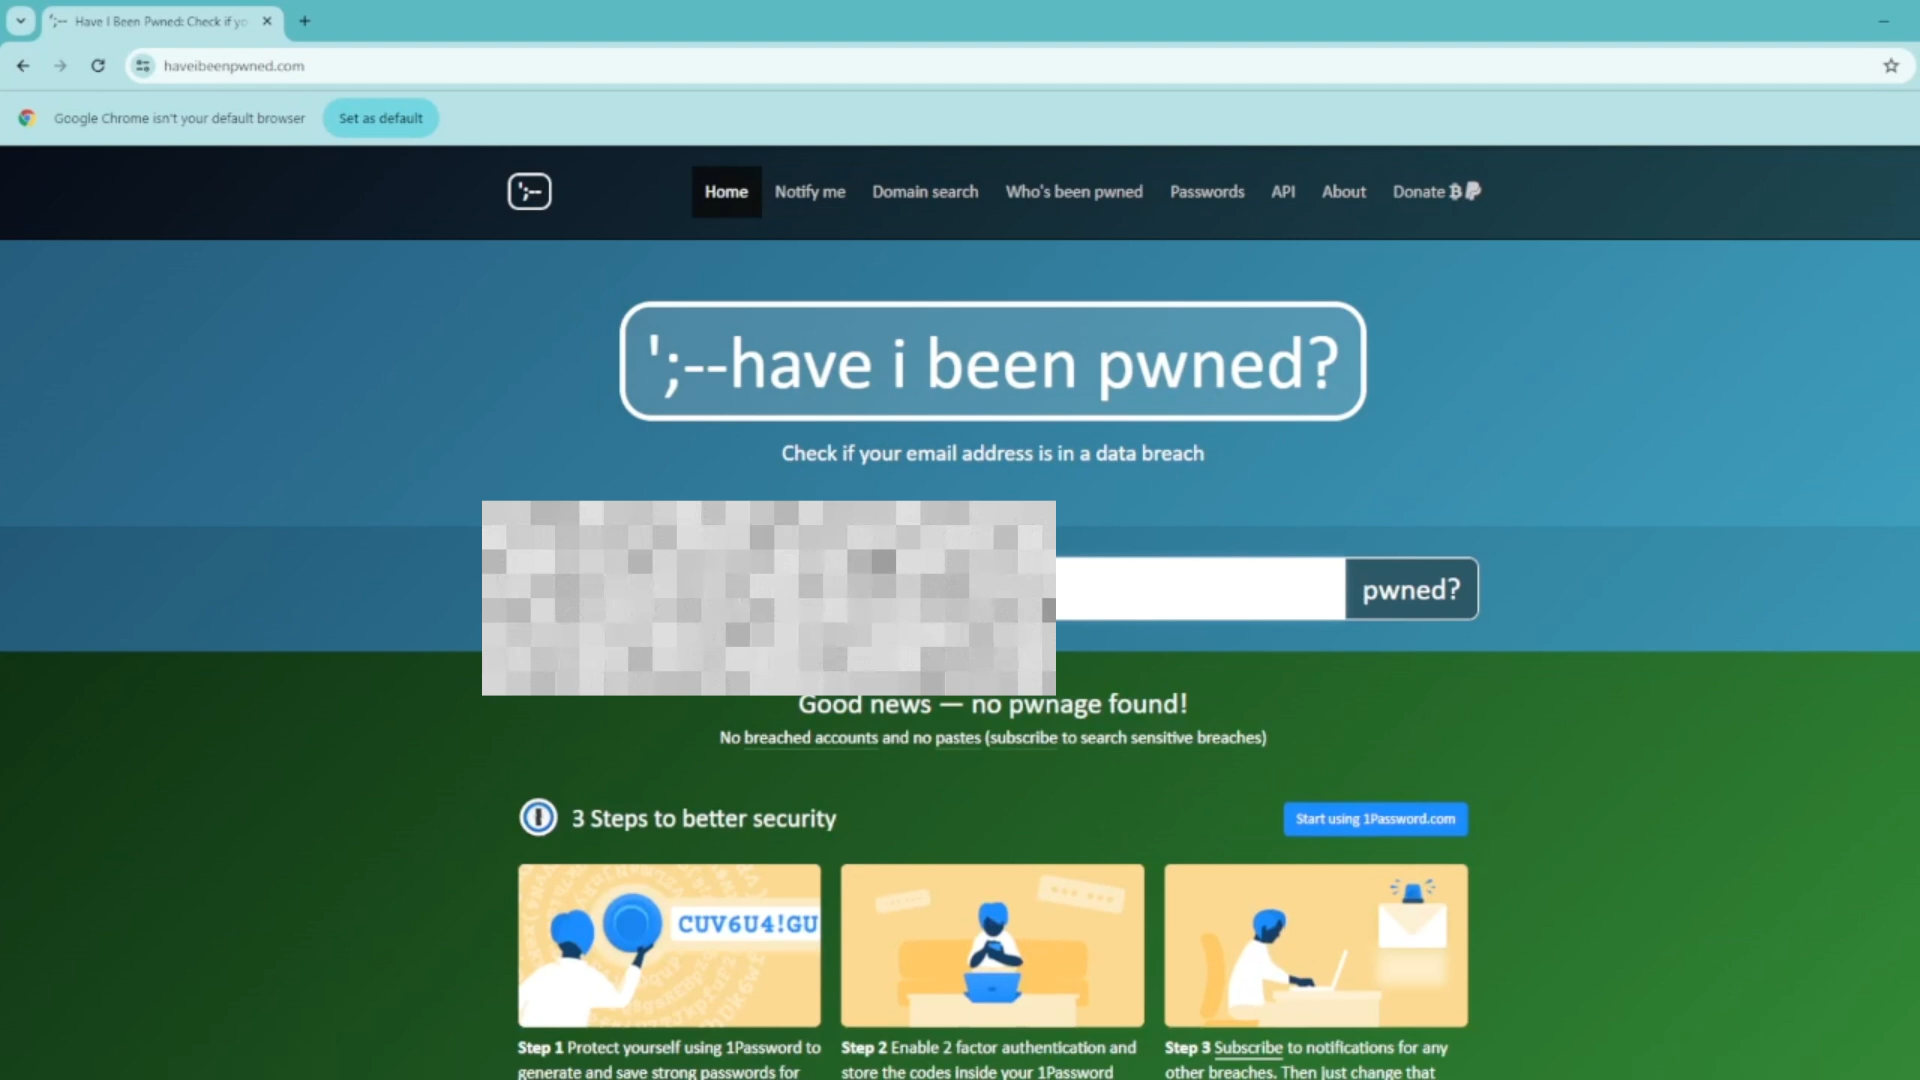 ';-- Have I Been Pwned: Check if yo
haveibeenpwned.com
Google Chrome isn't your default browser
Set as default
';--
Home
Notify me
Domain search
Who's been pwned
Passwords
API
About
Donate
';--have i been pwned?
Check if your email address is in a data breach
pwned?
Good news — no pwnage found!
No breached accounts and no pastes (subscribe to search sensitive breaches)
3 Steps to better security
Start using 1Password.com
CUV6U4!GU
Step 1 Protect yourself using 1Password to
generate and save strong passwords for
Step 2 Enable 2 factor authentication and
store the codes inside your 1Password
Step 3 Subscribe to notifications for any
other breaches. Then just change that